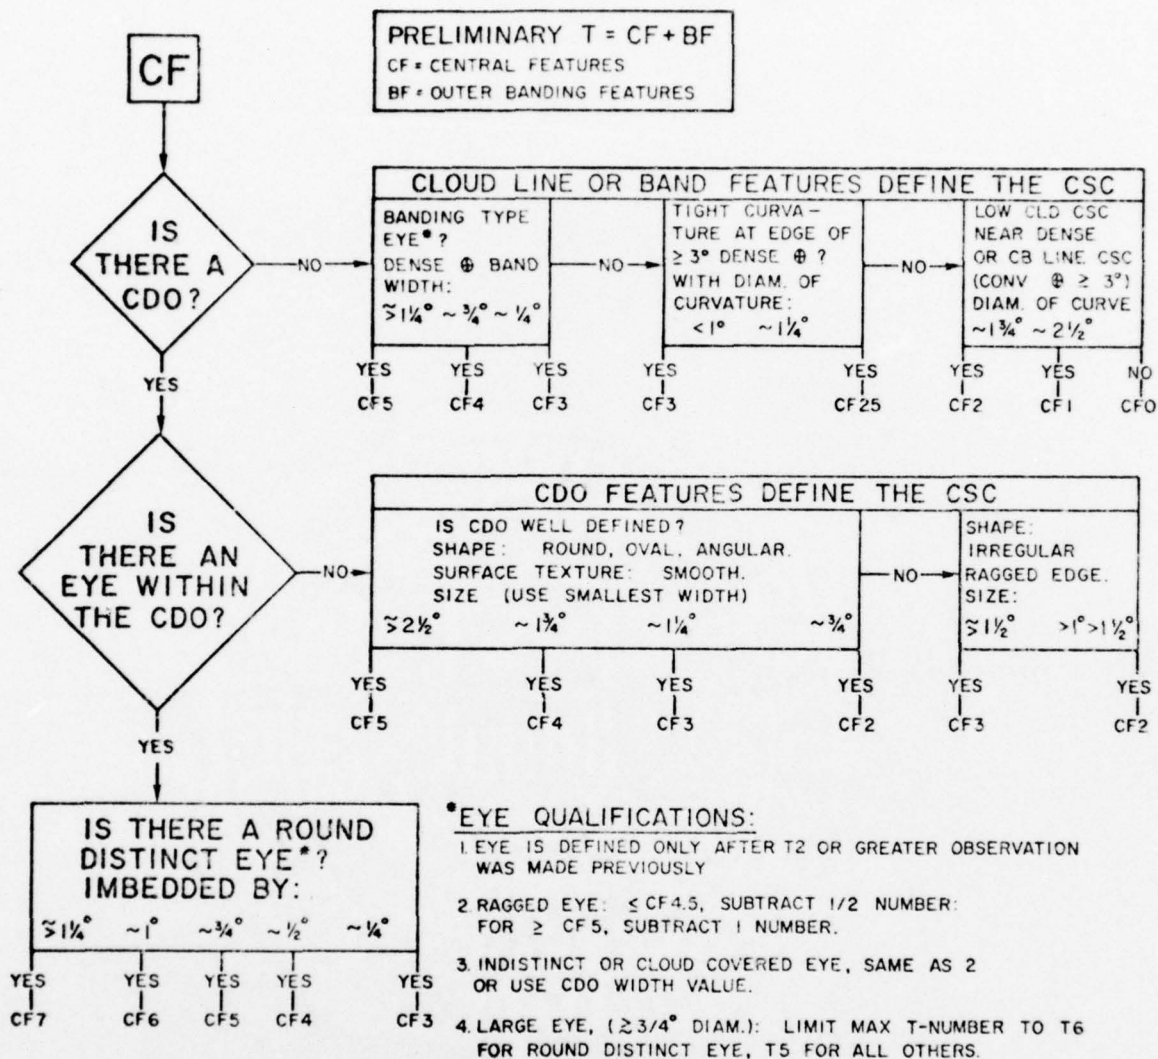 CF
PRELIMINARY T = CF + BF
CF = CENTRAL FEATURES
BF = OUTER BANDING FEATURES
IS
THERE A
CDO?
NO
YES
CLOUD LINE OR BAND FEATURES DEFINE THE CSC
BANDING TYPE
EYE*?
DENSE ⊕ BAND
WIDTH:
≥1¼° ~¾° ~¼°
NO
TIGHT CURVA-
TURE AT EDGE OF
≥ 3° DENSE ⊕ ?
WITH DIAM. OF
CURVATURE:
<1° ~1¼°
NO
LOW CLD CSC
NEAR DENSE
OR CB LINE CSC
(CONV ⊕ ≥ 3°)
DIAM. OF CURVE
~1¾° ~2½°
YES YES YES YES YES YES YES NO
CF5 CF4 CF3 CF3 CF25 CF2 CF1 CF0
IS
THERE AN
EYE WITHIN
THE CDO?
NO
YES
CDO FEATURES DEFINE THE CSC
IS CDO WELL DEFINED?
SHAPE: ROUND, OVAL, ANGULAR.
SURFACE TEXTURE: SMOOTH.
SIZE (USE SMALLEST WIDTH)
≥2½° ~1¾° ~1¼° ~¾°
NO
SHAPE:
IRREGULAR
RAGGED EDGE.
SIZE:
≥1½° >1°>1½°
YES YES YES YES YES YES
CF5 CF4 CF3 CF2 CF3 CF2
IS THERE A ROUND
DISTINCT EYE*?
IMBEDDED BY:
≥1¼° ~1° ~¾° ~½° ~¼°
YES YES YES YES YES
CF7 CF6 CF5 CF4 CF3
*EYE QUALIFICATIONS:
1. EYE IS DEFINED ONLY AFTER T2 OR GREATER OBSERVATION
WAS MADE PREVIOUSLY
2. RAGGED EYE: ≤ CF4.5, SUBTRACT 1/2 NUMBER:
FOR ≥ CF5, SUBTRACT 1 NUMBER.
3. INDISTINCT OR CLOUD COVERED EYE, SAME AS 2
OR USE CDO WIDTH VALUE.
4. LARGE EYE, (≥3/4° DIAM.): LIMIT MAX T-NUMBER TO T6
FOR ROUND DISTINCT EYE, T5 FOR ALL OTHERS.